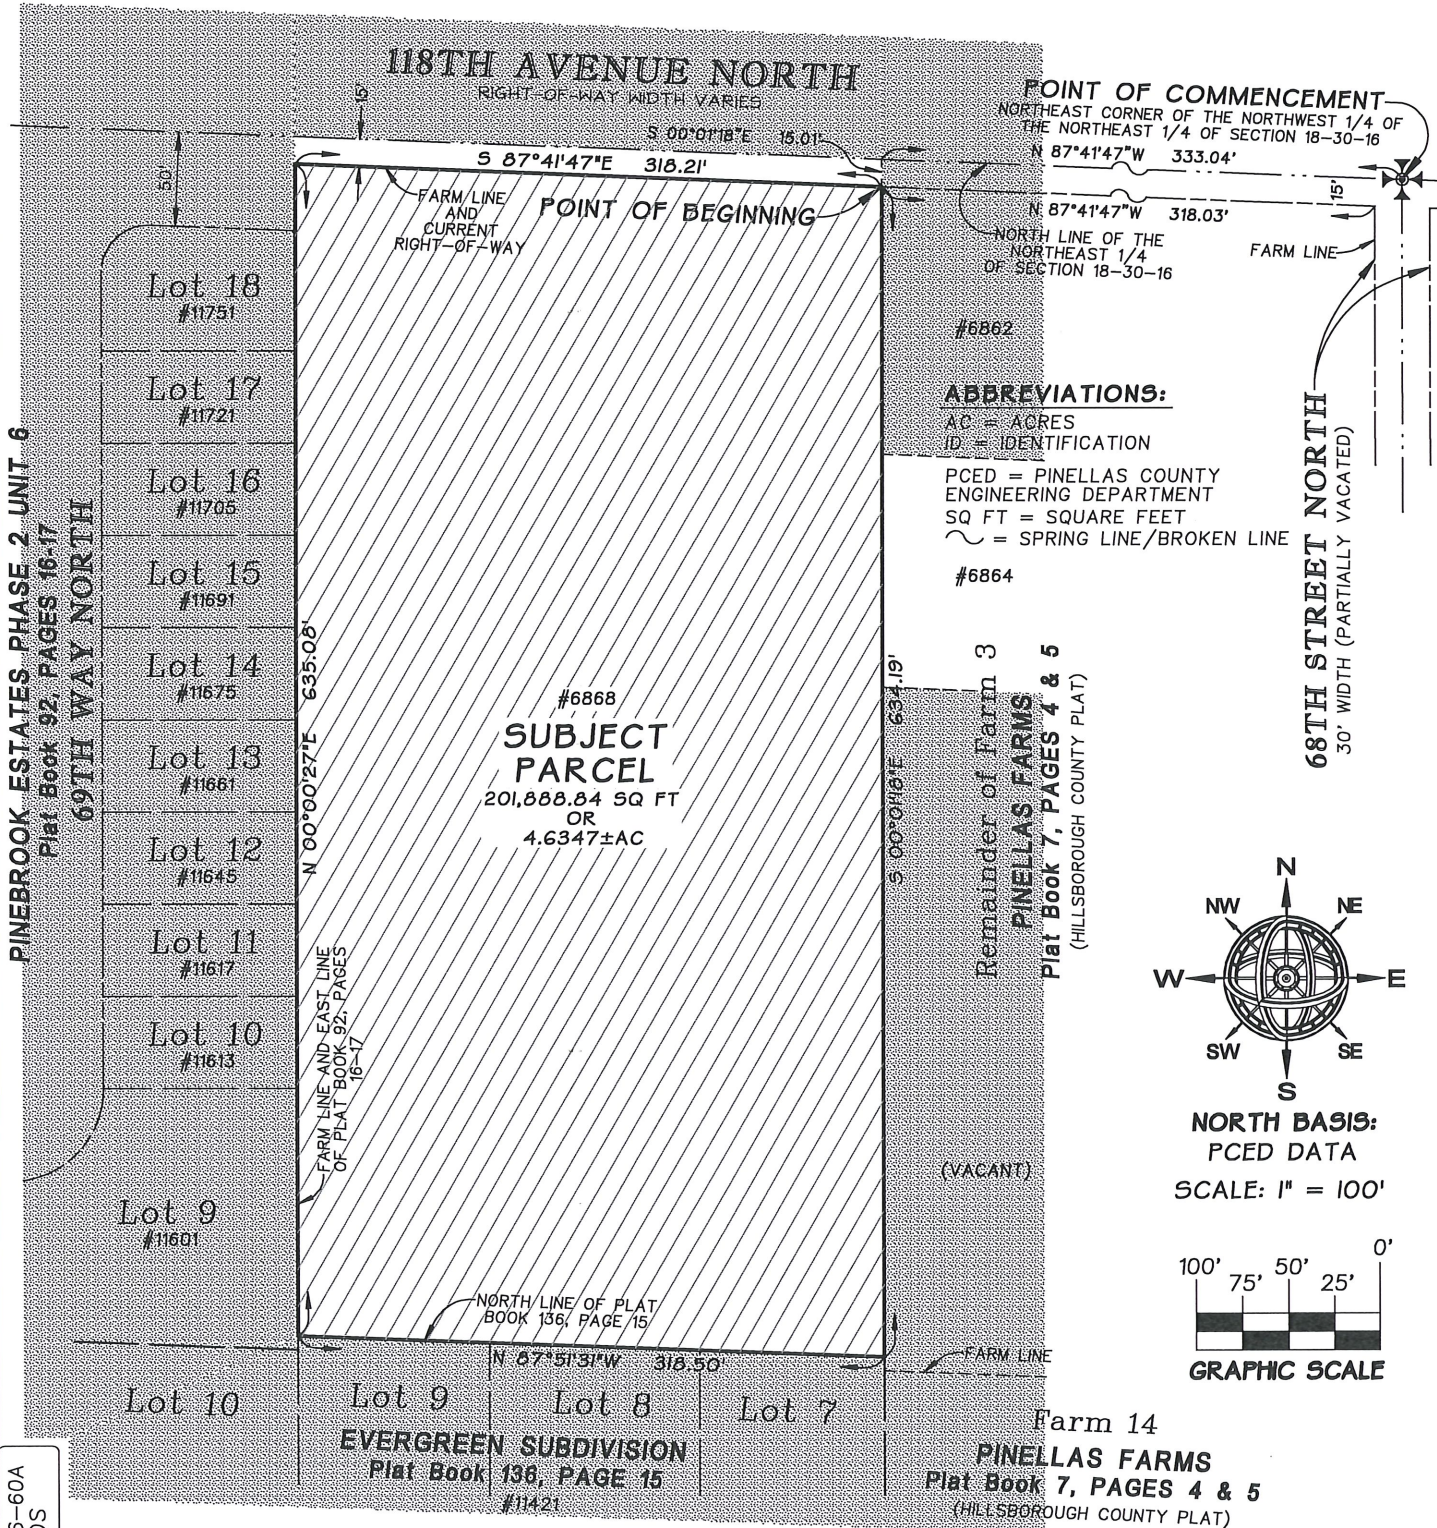 118TH AVENUE NORTH
RIGHT-OF-WAY WIDTH VARIES
15'
S 00°01'18"E 15.01'
POINT OF COMMENCEMENT
NORTHEAST CORNER OF THE NORTHWEST 1/4 OF
THE NORTHEAST 1/4 OF SECTION 18-30-16
N 87°41'47"W 333.04'
S 87°41'47"E 318.21'
50'
FARM LINE
AND
CURRENT
RIGHT-OF-WAY
POINT OF BEGINNING
N 87°41'47"W 318.03'
15'
NORTH LINE OF THE
NORTHEAST 1/4
OF SECTION 18-30-16
FARM LINE
Lot 18
#11751
#6862
Lot 17
#11721
ABBREVIATIONS:
AC = ACRES
ID = IDENTIFICATION
PCED = PINELLAS COUNTY
ENGINEERING DEPARTMENT
SQ FT = SQUARE FEET
= SPRING LINE/BROKEN LINE
#6864
68TH STREET NORTH
30' WIDTH (PARTIALLY VACATED)
PINEBROOK ESTATES PHASE 2 UNIT 6
Plat Book 92, PAGES 16-17
69TH WAY NORTH
Lot 16
#11705
Lot 15
#11691
Lot 14
#11675
Lot 13
#11661
Lot 12
#11645
Lot 11
#11617
Lot 10
#11613
N 00°00'27"E 635.08'
#6868
SUBJECT
PARCEL
201,888.84 SQ FT
OR
4.6347±AC
S 00°01'18"E 634.19'
Remainder of Farm 3
PINELLAS FARMS
Plat Book 7, PAGES 4 & 5
(HILLSBOROUGH COUNTY PLAT)
FARM LINE AND EAST LINE
OF PLAT BOOK 92, PAGES
16-17
N
NW
NE
W
E
SW
SE
S
NORTH BASIS:
PCED DATA
SCALE: 1" = 100'
(VACANT)
Lot 9
#11601
0'
100' 75' 50' 25'
GRAPHIC SCALE
NORTH LINE OF PLAT
BOOK 136, PAGE 15
N 87°51'31"W 318.50'
FARM LINE
Lot 10
Lot 9
Lot 8
Lot 7
EVERGREEN SUBDIVISION
Plat Book 136, PAGE 15
#11421
Farm 14
PINELLAS FARMS
Plat Book 7, PAGES 4 & 5
(HILLSBOROUGH COUNTY PLAT)